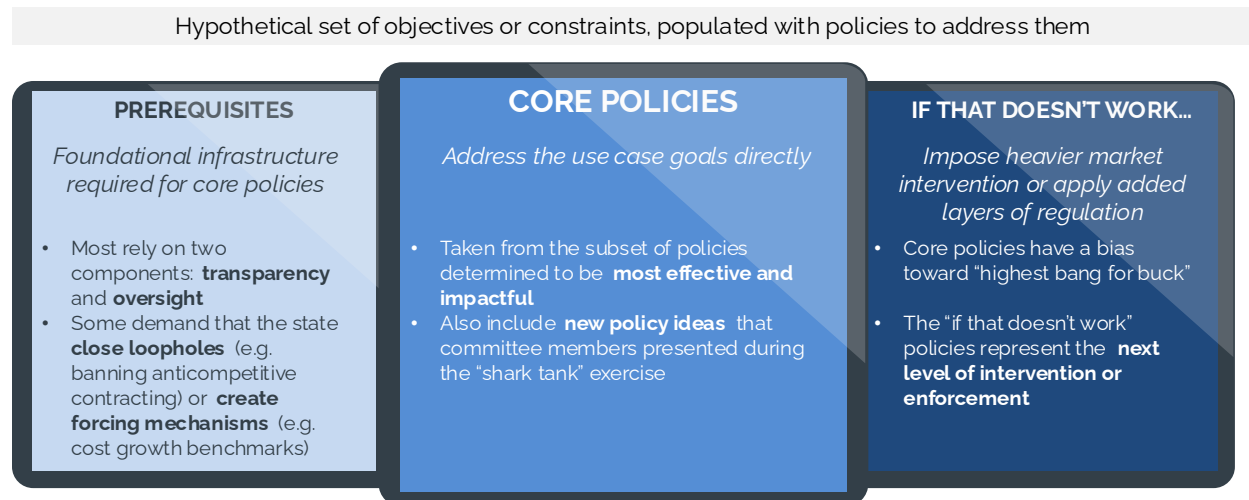 Hypothetical set of objectives or constraints, populated with policies to address them
PREREQUISITES
Foundational infrastructure
required for core policies
• Most rely on two
components: transparency
and oversight
• Some demand that the state
close loopholes (e.g.
banning anticompetitive
contracting) or create
forcing mechanisms (e.g.
cost growth benchmarks)
CORE POLICIES
Address the use case goals directly
• Taken from the subset of policies
determined to be most effective and
impactful
• Also include new policy ideas that
committee members presented during
the “shark tank” exercise
IF THAT DOESN’T WORK…
Impose heavier market
intervention or apply added
layers of regulation
• Core policies have a bias
toward “highest bang for buck”
• The “if that doesn’t work”
policies represent the next
level of intervention or
enforcement